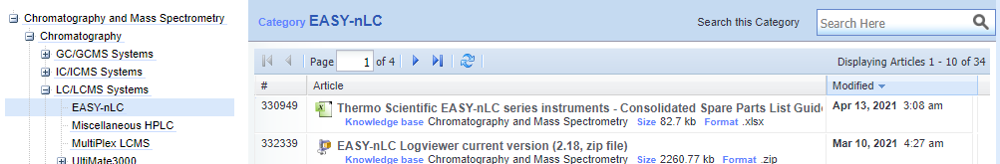 Chromatography and Mass Spectrometry
Chromatography
GC/GCMS Systems
IC/ICMS Systems
LC/LCMS Systems
EASY-nLC
Miscellaneous HPLC
MultiPlex LCMS
UltiMate3000
Category EASY-nLC
Search this Category
Search Here
Page 1 of 4
Displaying Articles 1 - 10 of 34
# Article Modified
330949 Thermo Scientific EASY-nLC series instruments - Consolidated Spare Parts List Guide Apr 13, 2021 3:08 am
Knowledge base Chromatography and Mass Spectrometry Size 82.7 kb Format .xlsx
332339 EASY-nLC Logviewer current version (2.18, zip file) Mar 10, 2021 4:27 am
Knowledge base Chromatography and Mass Spectrometry Size 2260.77 kb Format .zip